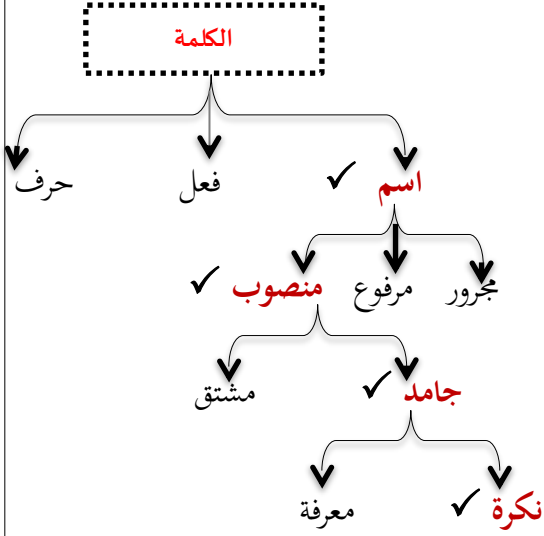 الكلمة
اسم فعل حرف
مجرور مرفوع منصوب
جامد مشتق
نكرة معرفة